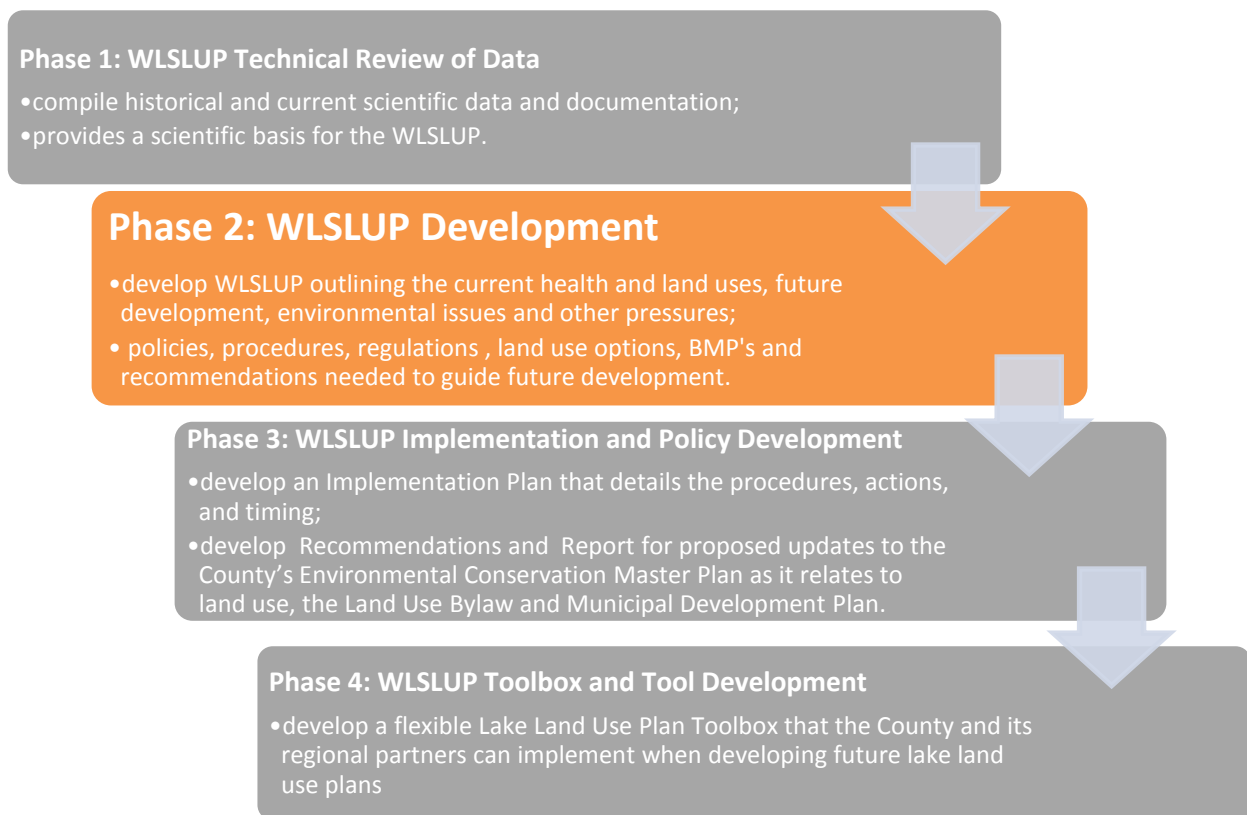 Phase 1: WLSLUP Technical Review of Data
•compile historical and current scientific data and documentation;
•provides a scientific basis for the WLSLUP.
Phase 2: WLSLUP Development
•develop WLSLUP outlining the current health and land uses, future
development, environmental issues and other pressures;
• policies, procedures, regulations , land use options, BMP's and
recommendations needed to guide future development.
Phase 3: WLSLUP Implementation and Policy Development
•develop an Implementation Plan that details the procedures, actions,
and timing;
•develop Recommendations and Report for proposed updates to the
County’s Environmental Conservation Master Plan as it relates to
land use, the Land Use Bylaw and Municipal Development Plan.
Phase 4: WLSLUP Toolbox and Tool Development
•develop a flexible Lake Land Use Plan Toolbox that the County and its
regional partners can implement when developing future lake land
use plans